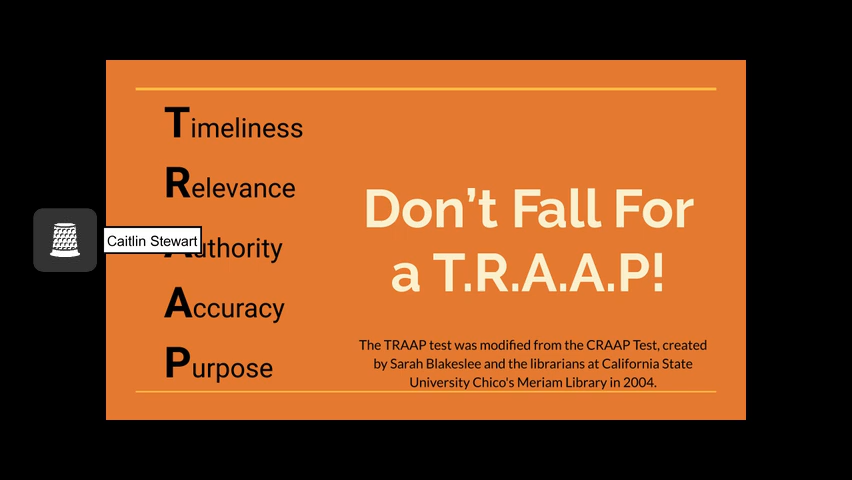 Timeliness
Relevance
Caitlin Stewart
Authority
Accuracy
Purpose
Don't Fall For
a T.R.A.A.P!
The TRAAP test was modified from the CRAAP Test, created
by Sarah Blakeslee and the librarians at California State
University Chico's Meriam Library in 2004.